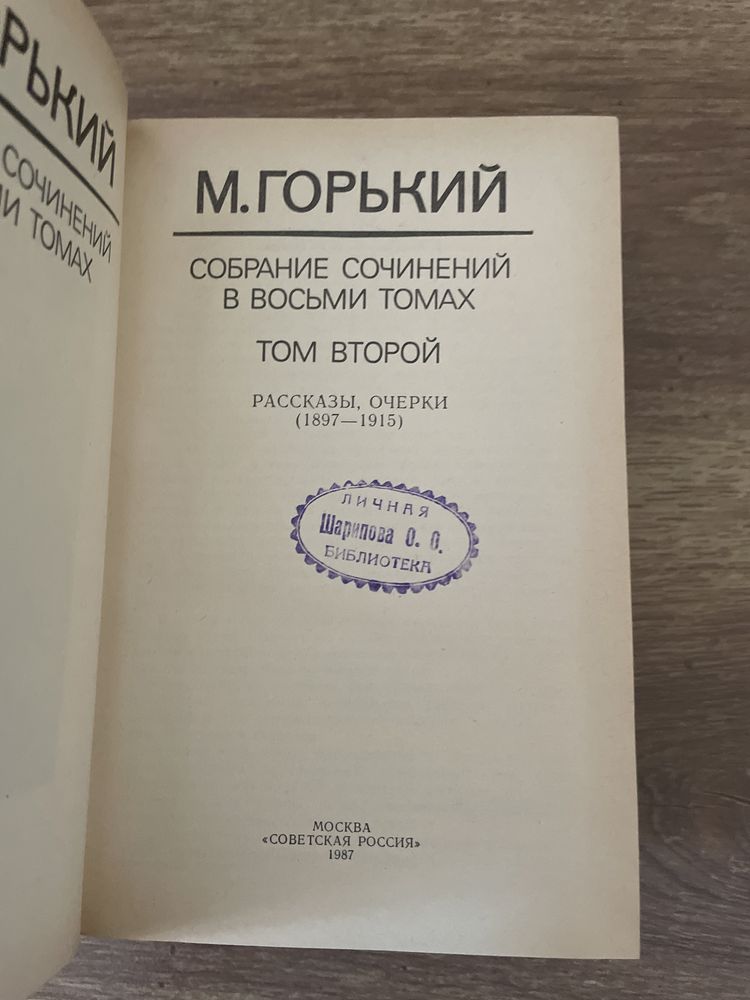 ОРЬКИЙ
СОЧИНЕНИЙ
ТОМАХ
М.ГОРЬКИЙ
СОБРАНИЕ СОЧИНЕНИЙ
В ВОСЬМИ ТОМАХ
ТОМ ВТОРОЙ
РАССКАЗЫ, ОЧЕРКИ
(1897—1915)
ЛИЧНАЯ
Шарипова О. О.
БИБЛИОТЕКА
МОСКВА
«СОВЕТСКАЯ РОССИЯ»
1987